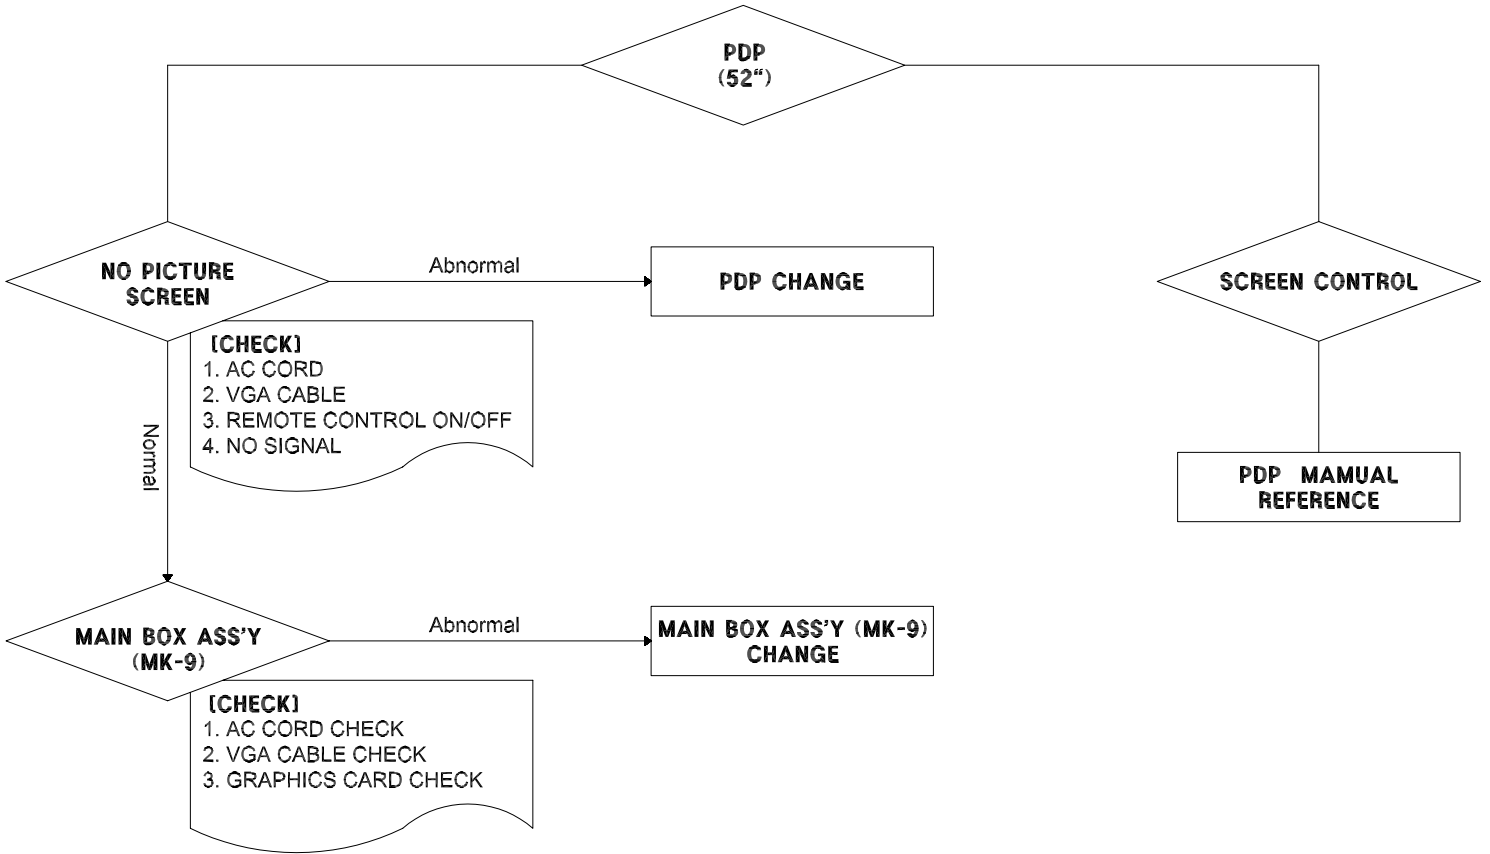 PDP
(52“)
NO PICTURE
SCREEN
Abnormal
PDP CHANGE
SCREEN CONTROL
[CHECK]
1. AC CORD
2. VGA CABLE
3. REMOTE CONTROL ON/OFF
4. NO SIGNAL
Normal
PDP MAMUAL
REFERENCE
MAIN BOX ASS'Y
(MK-9)
Abnormal
MAIN BOX ASS'Y (MK-9)
CHANGE
[CHECK]
1. AC CORD CHECK
2. VGA CABLE CHECK
3. GRAPHICS CARD CHECK